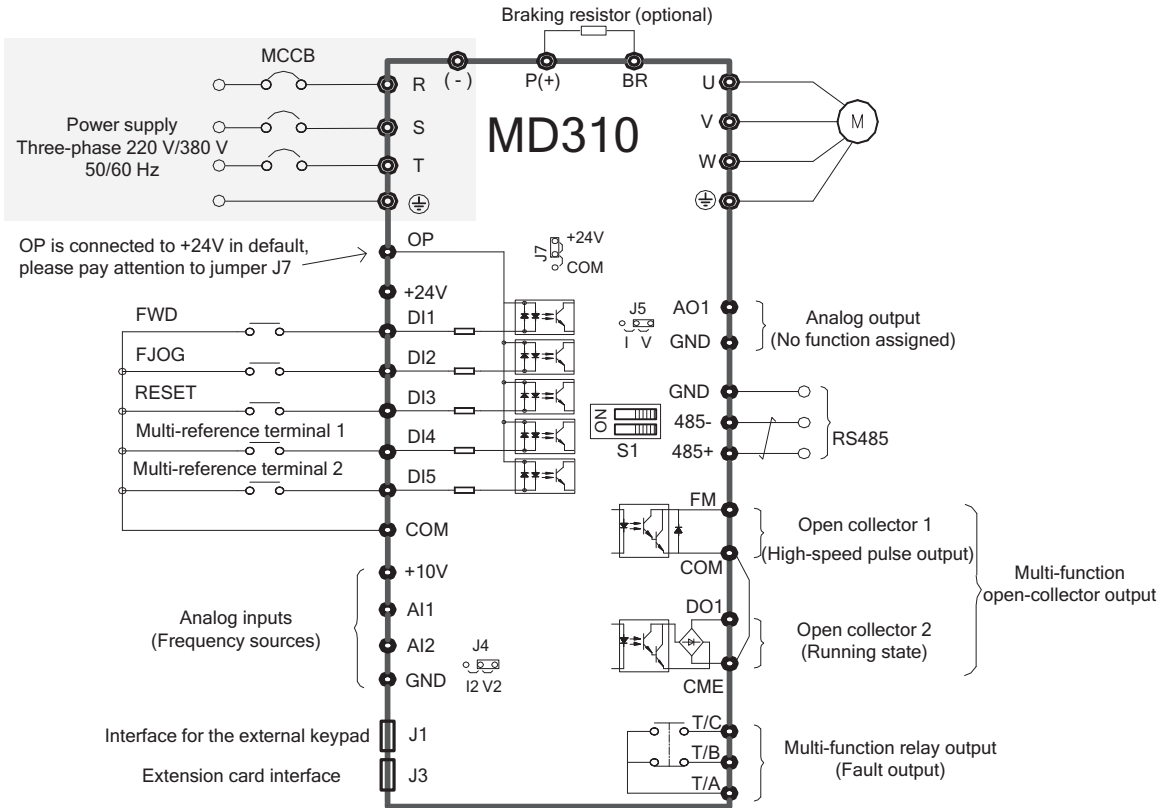 Braking resistor (optional)
MCCB
( - )
P(+)
BR
R
S
T
Power supply
Three-phase 220 V/380 V
50/60 Hz
MD310
U
V
W
M
OP is connected to +24V in default,
please pay attention to jumper J7
OP
J7
+24V
COM
+24V
FWD
DI1
FJOG
DI2
RESET
DI3
Multi-reference terminal 1
DI4
Multi-reference terminal 2
DI5
COM
J5
I V
AO1
GND
Analog output
(No function assigned)
ON
S1
GND
485-
485+
RS485
+10V
AI1
AI2
GND
Analog inputs
(Frequency sources)
J4
I2 V2
FM
COM
Open collector 1
(High-speed pulse output)
DO1
CME
Open collector 2
(Running state)
Multi-function
open-collector output
Interface for the external keypad
J1
Extension card interface
J3
T/C
T/B
T/A
Multi-function relay output
(Fault output)